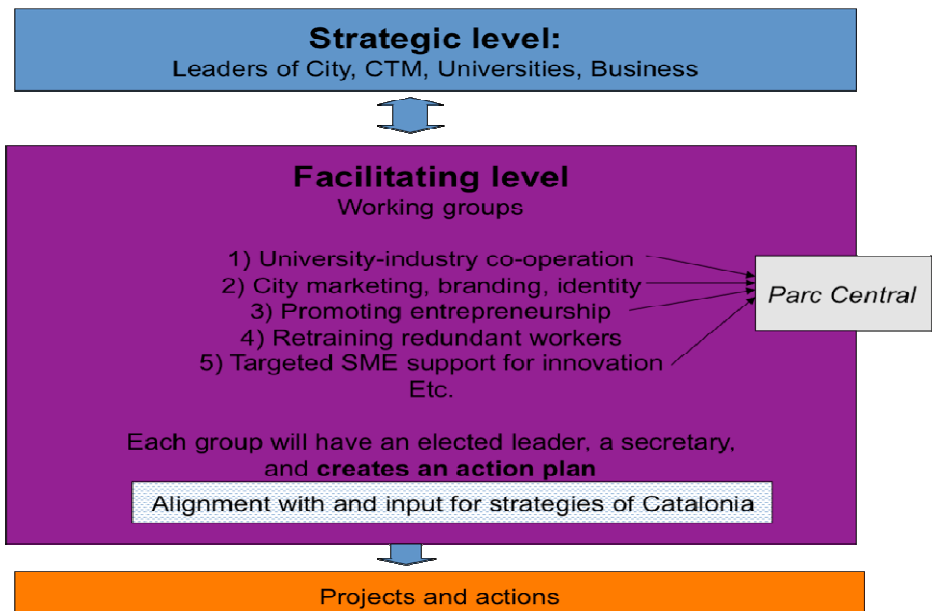 Strategic level:
Leaders of City, CTM, Universities, Business
Facilitating level
Working groups
1) University-industry co-operation
2) City marketing, branding, identity
3) Promoting entrepreneurship
4) Retraining redundant workers
5) Targeted SME support for innovation
Etc.
Parc Central
Each group will have an elected leader, a secretary,
and creates an action plan
Alignment with and input for strategies of Catalonia
Projects and actions